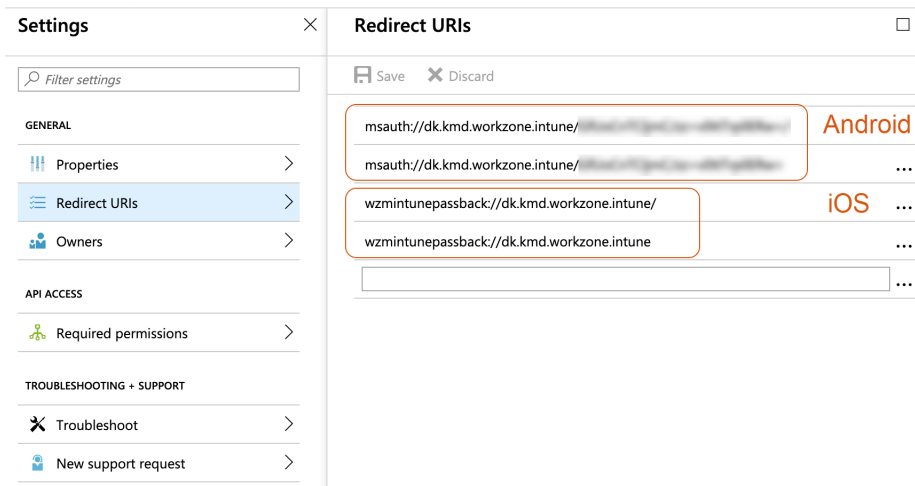 Settings
Filter settings
GENERAL
Properties
Redirect URIs
Owners
API ACCESS
Required permissions
TROUBLESHOOTING + SUPPORT
Troubleshoot
New support request
Redirect URIs
Save Discard
msauth://dk.kmd.workzone.intune/
Android
msauth://dk.kmd.workzone.intune/
wzmintunepassback://dk.kmd.workzone.intune/
iOS
wzmintunepassback://dk.kmd.workzone.intune